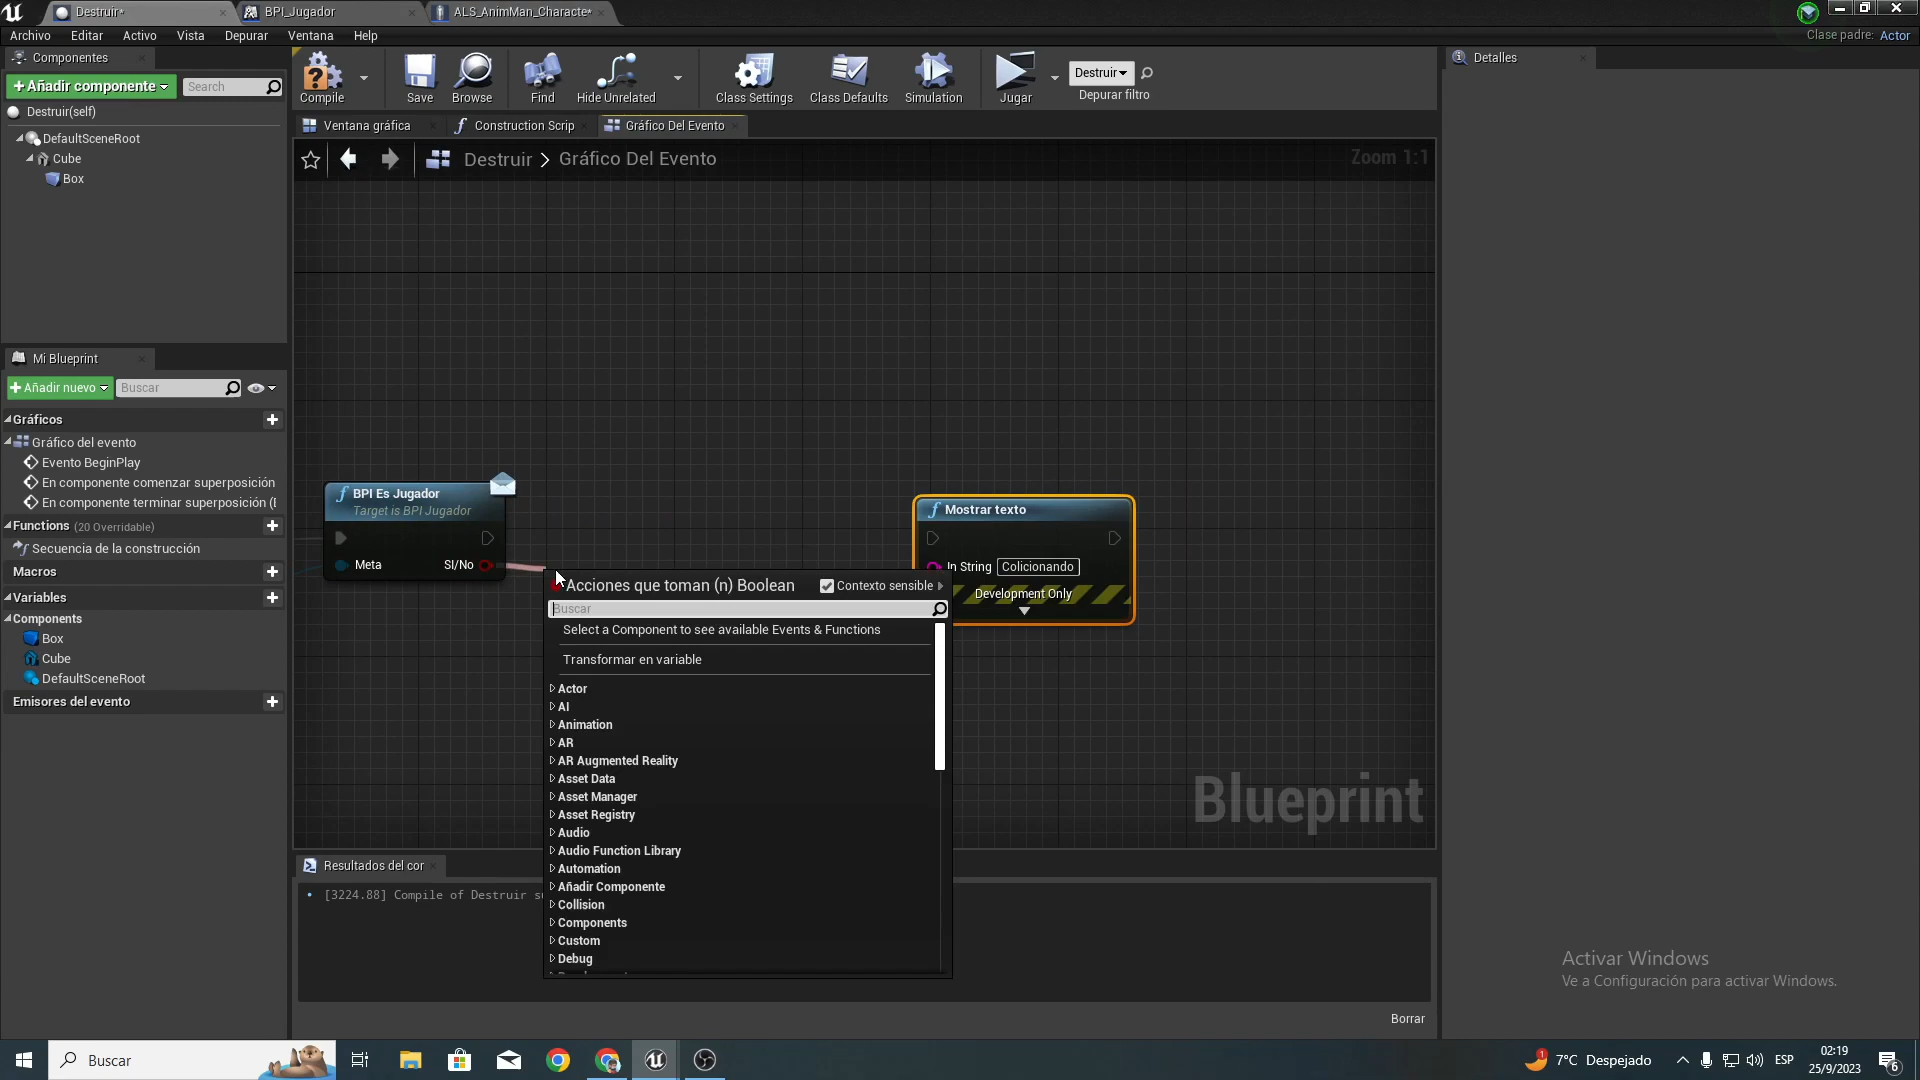 Destruir*
BPI_Jugador
ALS_AnimMan_Characte*
Archivo
Editar
Activo
Vista
Depurar
Ventana
Help
Clase padre: Actor
Componentes
+Añadir componente
Search
Destruir(self)
DefaultSceneRoot
Cube
Box
Compile
Save
Browse
Find
Hide Unrelated
Class Settings
Class Defaults
Simulation
Jugar
Destruir
Depurar filtro
Detalles
Ventana gráfica
Construction Scrip
Gráfico Del Evento
Destruir > Gráfico Del Evento
Zoom 1:1
Mi Blueprint
+Añadir nuevo
Buscar
Gráficos
Gráfico del evento
Evento BeginPlay
En componente comenzar superposición
En componente terminar superposición (E
Functions (20 Overridable)
Secuencia de la construcción
Macros
Variables
Components
Box
Cube
DefaultSceneRoot
Emisores del evento
BPI Es Jugador
Target is BPI Jugador
Meta
SI/No
Mostrar texto
In String Colicionando
Development Only
Acciones que toman (n) Boolean
Contexto sensible
Buscar
Select a Component to see available Events & Functions
Transformar en variable
Actor
AI
Animation
AR
AR Augmented Reality
Asset Data
Asset Manager
Asset Registry
Audio
Audio Function Library
Automation
Añadir Componente
Collision
Components
Custom
Debug
Blueprint
Resultados del cor
[3224.88] Compile of Destruir s
Borrar
Activar Windows
Ve a Configuración para activar Windows.
Buscar
1
7°C Despejado
ESP
02:19
25/9/2023
6